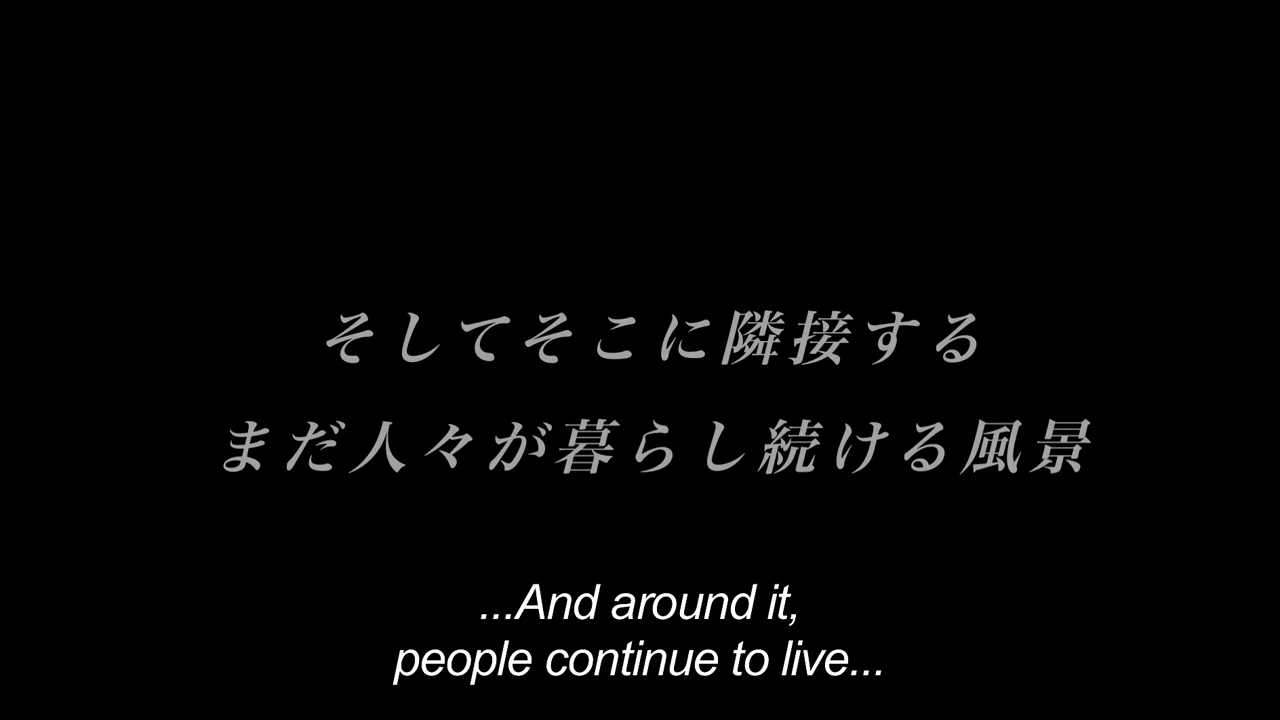 そしてそこに隣接する
まだ人々が暮らし続ける風景
...And around it,
people continue to live...